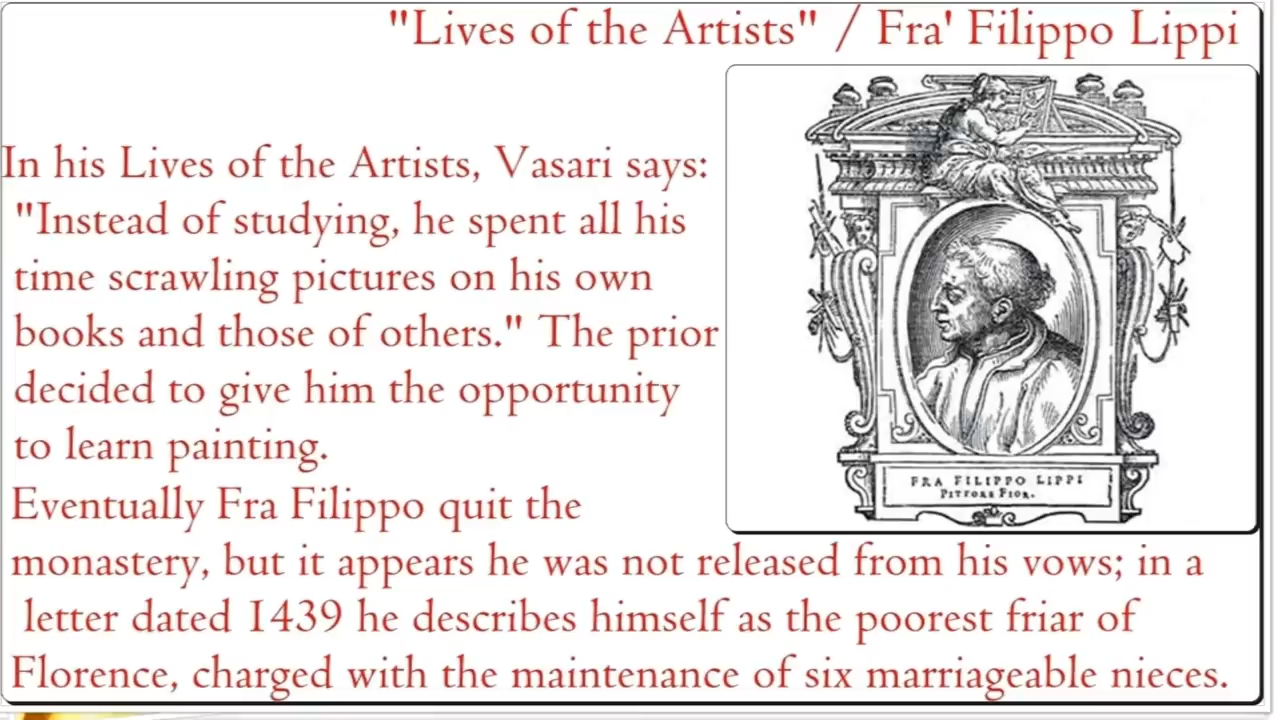 "Lives of the Artists" / Fra' Filippo Lippi
In his Lives of the Artists, Vasari says:
"Instead of studying, he spent all his
time scrawling pictures on his own
books and those of others." The prior
decided to give him the opportunity
to learn painting.
FRA FILIPPO LIPPI
PITTORE FIOR.
Eventually Fra Filippo quit the
monastery, but it appears he was not released from his vows; in a
letter dated 1439 he describes himself as the poorest friar of
Florence, charged with the maintenance of six marriageable nieces.